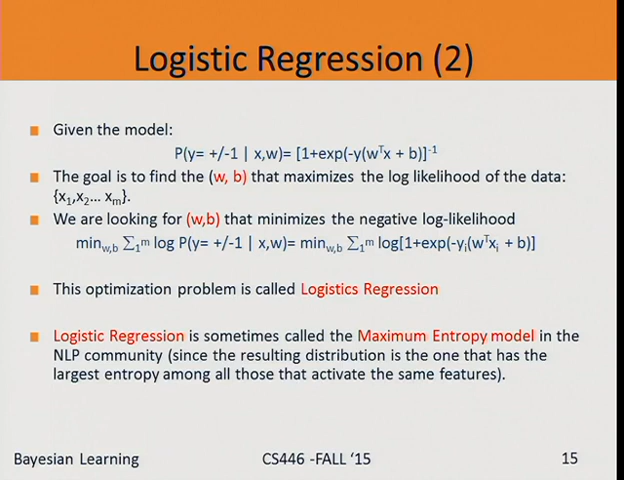 Logistic Regression (2)
Given the model:
P(y= +/-1 | x,w)= [1+exp(-y(wᵀx + b)]⁻¹
The goal is to find the (w, b) that maximizes the log likelihood of the data:
{x₁,x₂... xₘ}.
We are looking for (w,b) that minimizes the negative log-likelihood
min_w,b ∑₁ᵐ log P(y= +/-1 | x,w)= min_w,b ∑₁ᵐ log[1+exp(-yᵢ(wᵀxᵢ + b)]
This optimization problem is called Logistics Regression
Logistic Regression is sometimes called the Maximum Entropy model in the
NLP community (since the resulting distribution is the one that has the
largest entropy among all those that activate the same features).
Bayesian Learning CS446 -FALL ‘15 15